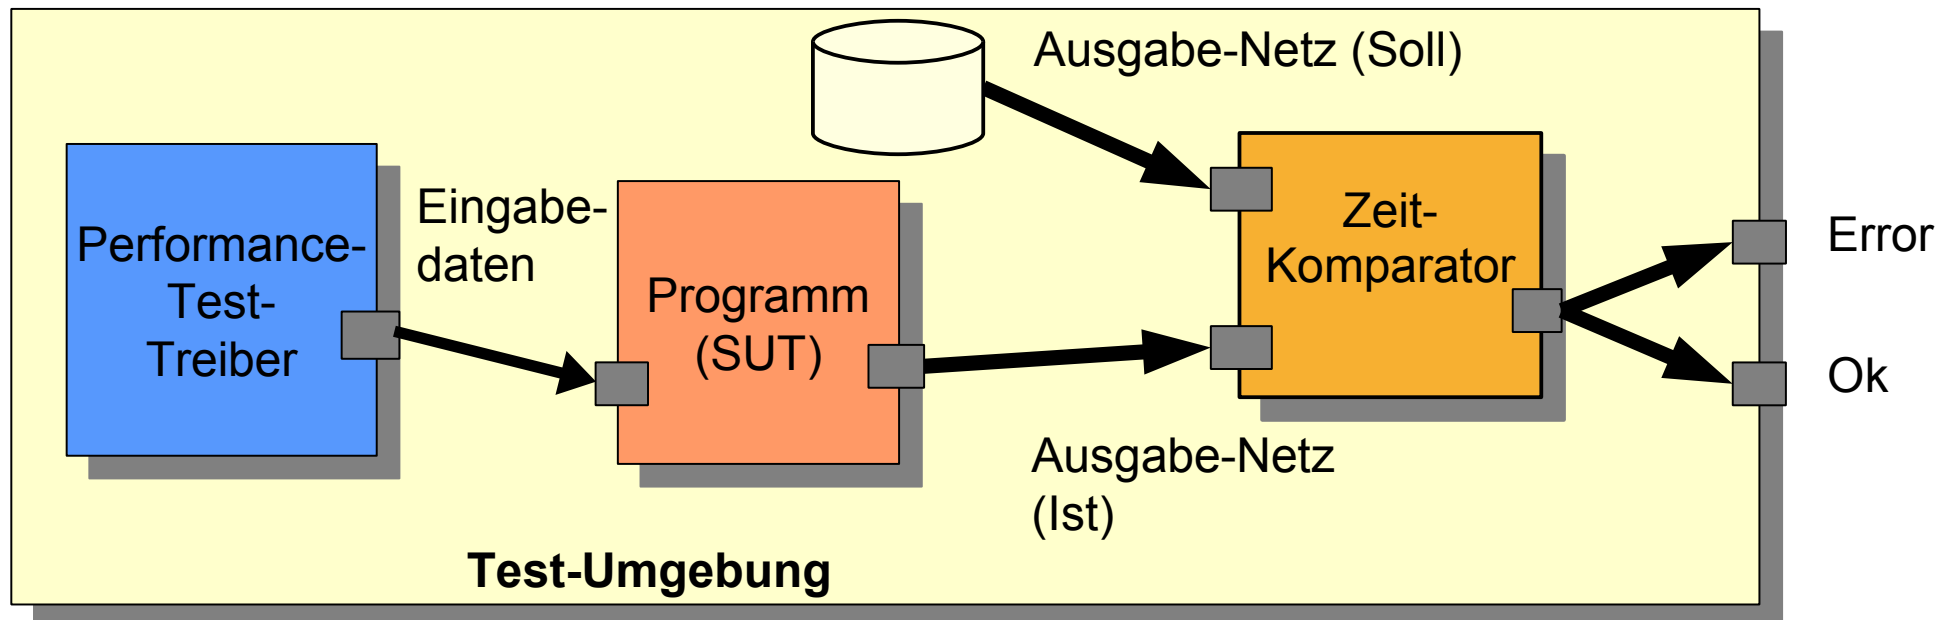 Ausgabe-Netz (Soll)
Performance-
Test-
Treiber
Eingabe-
daten
Programm
(SUT)
Zeit-
Komparator
Error
Ok
Ausgabe-Netz
(Ist)
Test-Umgebung